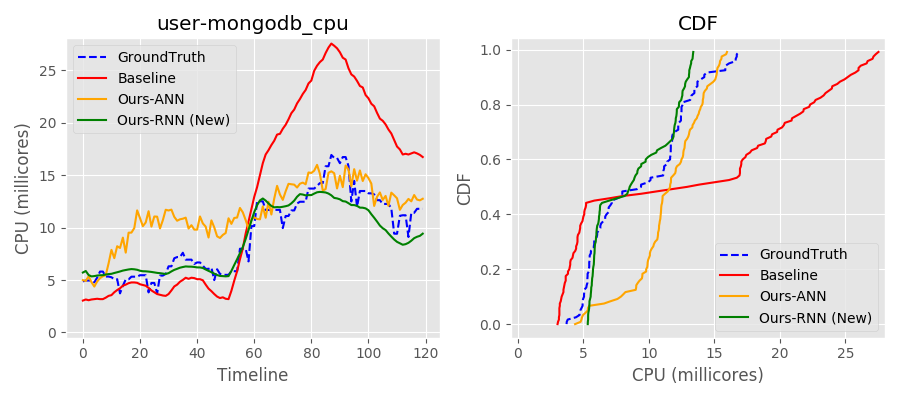 user-mongodb_cpu
CPU (millicores)
25
20
15
10
5
0
GroundTruth
Baseline
Ours-ANN
Ours-RNN (New)
0 20 40 60 80 100 120
Timeline
CDF
CDF
1.0
0.8
0.6
0.4
0.2
0.0
GroundTruth
Baseline
Ours-ANN
Ours-RNN (New)
0 5 10 15 20 25
CPU (millicores)